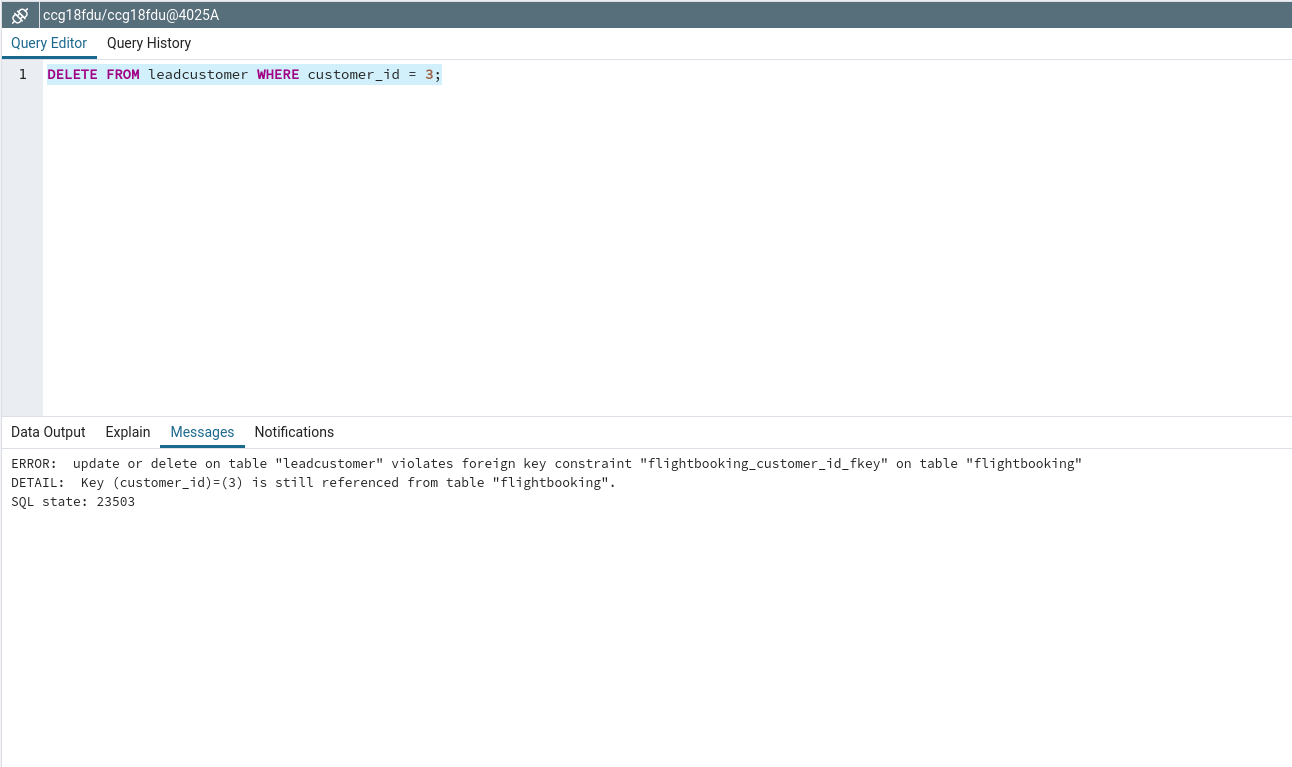 ccg18fdu/ccg18fdu@4025A
Query Editor Query History
1 DELETE FROM leadcustomer WHERE customer_id = 3;
Data Output Explain Messages Notifications
ERROR:  update or delete on table "leadcustomer" violates foreign key constraint "flightbooking_customer_id_fkey" on table "flightbooking"
DETAIL:  Key (customer_id)=(3) is still referenced from table "flightbooking".
SQL state: 23503